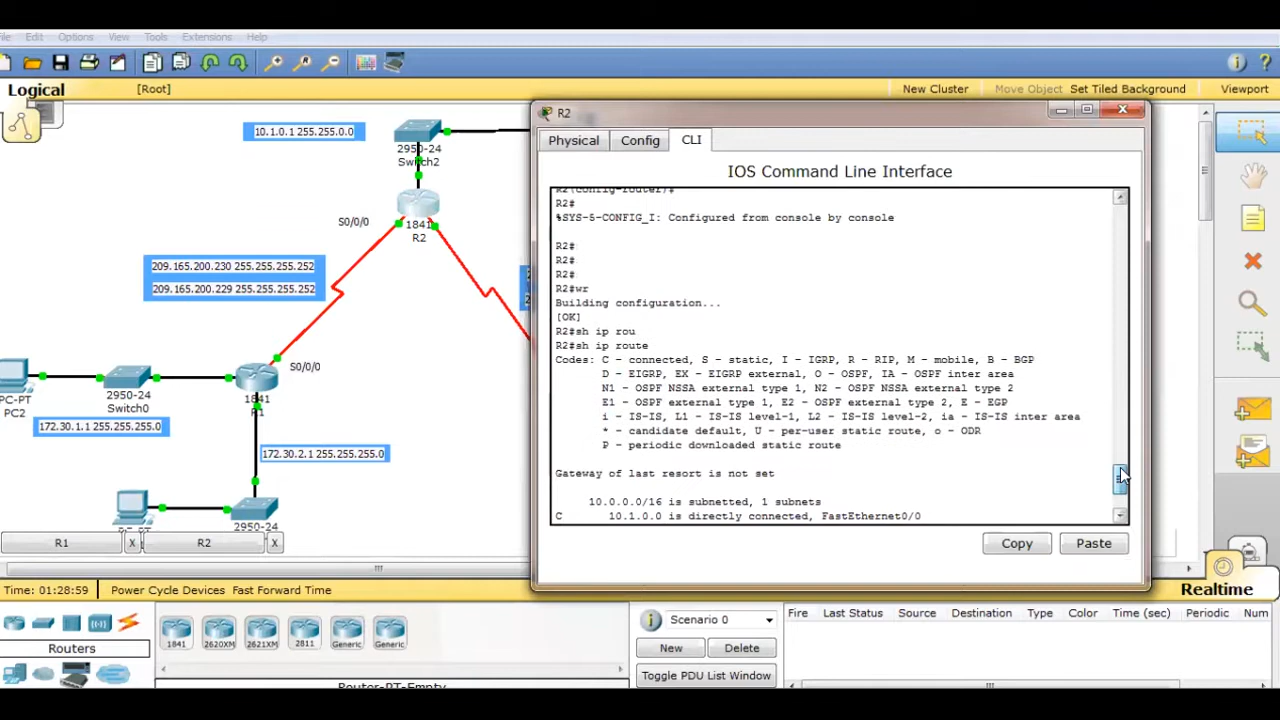 File Edit Options View Tools Extensions Help
Logical [Root] New Cluster Move Object Set Tiled Background Viewport
10.1.0.1 255.255.0.0
2950-24
Switch2
S0/0/0
1841
R2
209.165.200.230 255.255.255.252
209.165.200.229 255.255.255.252
PC-PT
PC2
2950-24
Switch0
S0/0/0
1841
R1
172.30.1.1 255.255.255.0
172.30.2.1 255.255.255.0
2950-24
R1 X R2 X
R2
Physical Config CLI
IOS Command Line Interface
R2(config-router)#
R2#
%SYS-5-CONFIG_I: Configured from console by console
R2#
R2#
R2#
R2#wr
Building configuration...
[OK]
R2#sh ip rou
R2#sh ip route
Codes: C - connected, S - static, I - IGRP, R - RIP, M - mobile, B - BGP
D - EIGRP, EX - EIGRP external, O - OSPF, IA - OSPF inter area
N1 - OSPF NSSA external type 1, N2 - OSPF NSSA external type 2
E1 - OSPF external type 1, E2 - OSPF external type 2, E - EGP
i - IS-IS, L1 - IS-IS level-1, L2 - IS-IS level-2, ia - IS-IS inter area
* - candidate default, U - per-user static route, o - ODR
P - periodic downloaded static route
Gateway of last resort is not set
10.0.0.0/16 is subnetted, 1 subnets
C 10.1.0.0 is directly connected, FastEthernet0/0
Copy Paste
Time: 01:28:59 Power Cycle Devices Fast Forward Time Realtime
Routers
1841 2620XM 2621XM 2811 Generic Generic
Router-PT-Empty
Scenario 0
New Delete
Toggle PDU List Window
Fire Last Status Source Destination Type Color Time (sec) Periodic Num